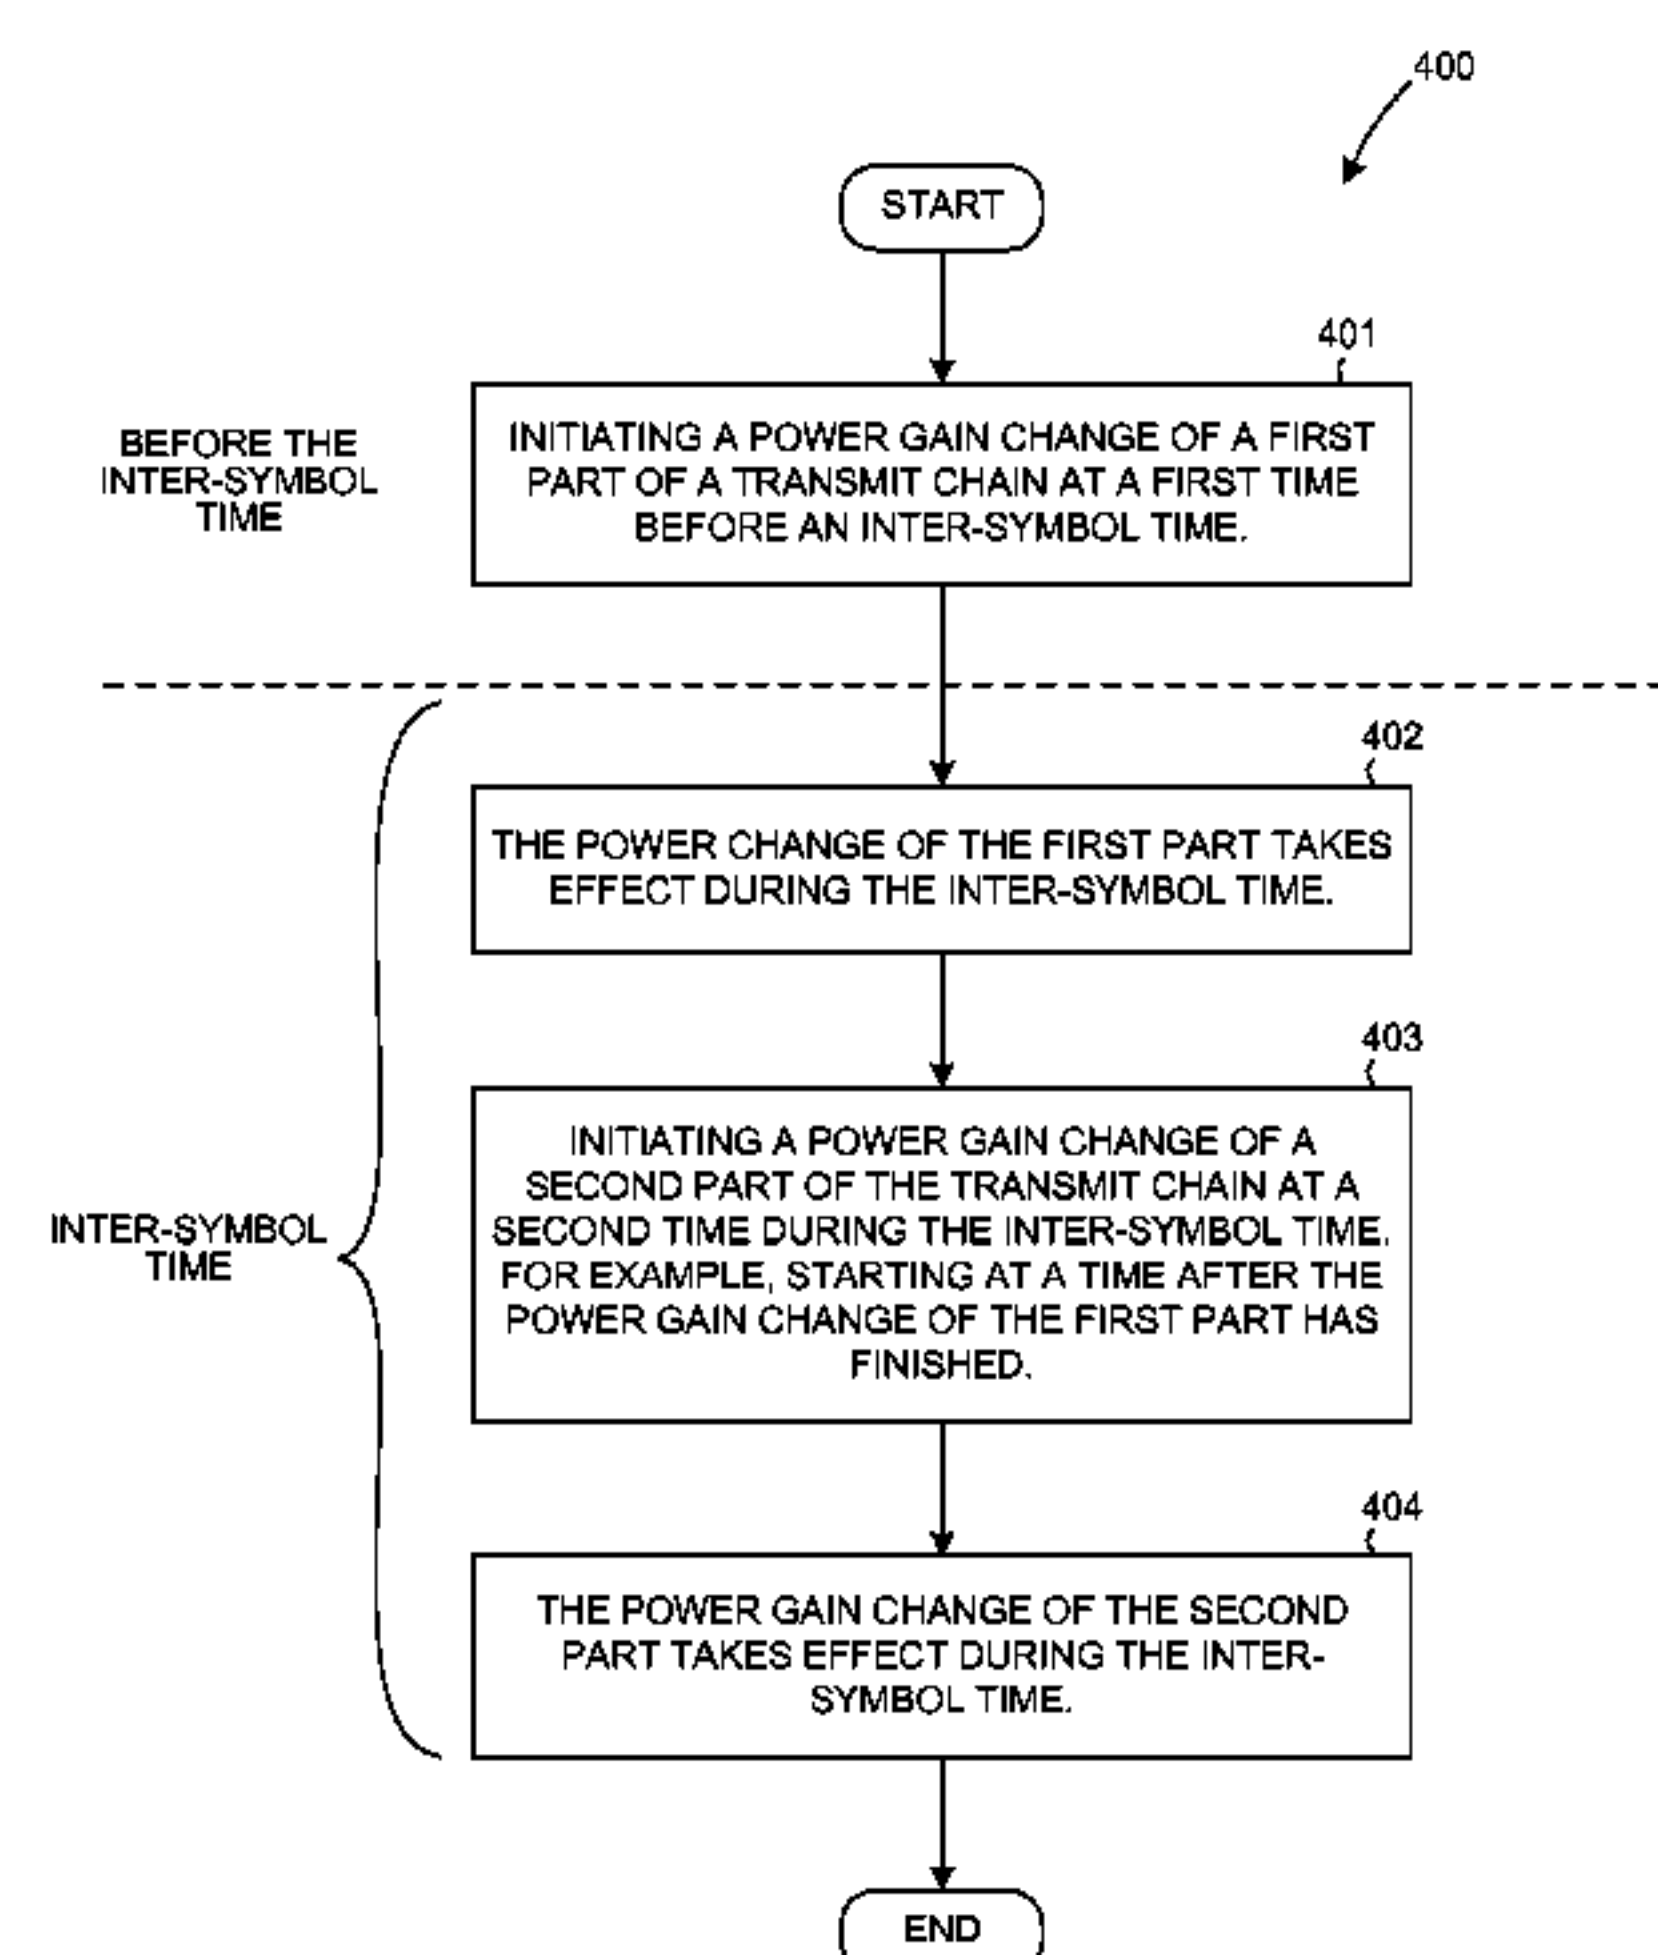 400
START
401
BEFORE THE
INTER-SYMBOL
TIME
INITIATING A POWER GAIN CHANGE OF A FIRST
PART OF A TRANSMIT CHAIN AT A FIRST TIME
BEFORE AN INTER-SYMBOL TIME.
402
THE POWER CHANGE OF THE FIRST PART TAKES
EFFECT DURING THE INTER-SYMBOL TIME.
403
INITIATING A POWER GAIN CHANGE OF A
SECOND PART OF THE TRANSMIT CHAIN AT A
SECOND TIME DURING THE INTER-SYMBOL TIME.
FOR EXAMPLE, STARTING AT A TIME AFTER THE
POWER GAIN CHANGE OF THE FIRST PART HAS
FINISHED.
INTER-SYMBOL
TIME
404
THE POWER GAIN CHANGE OF THE SECOND
PART TAKES EFFECT DURING THE INTER-
SYMBOL TIME.
END